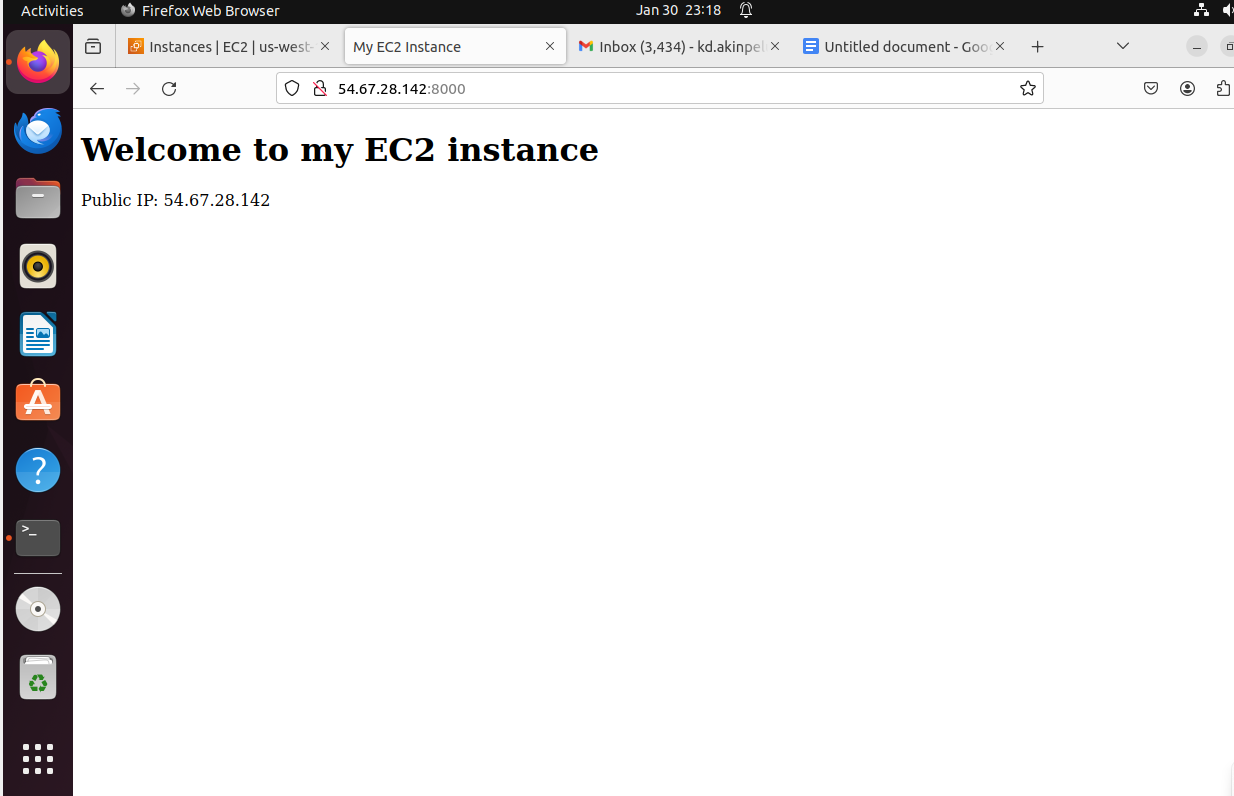 Activities Firefox Web Browser Jan 30 23:18
Instances | EC2 | us-west- My EC2 Instance Inbox (3,434) - kd.akinpel Untitled document - Goo
54.67.28.142:8000
Welcome to my EC2 instance
Public IP: 54.67.28.142